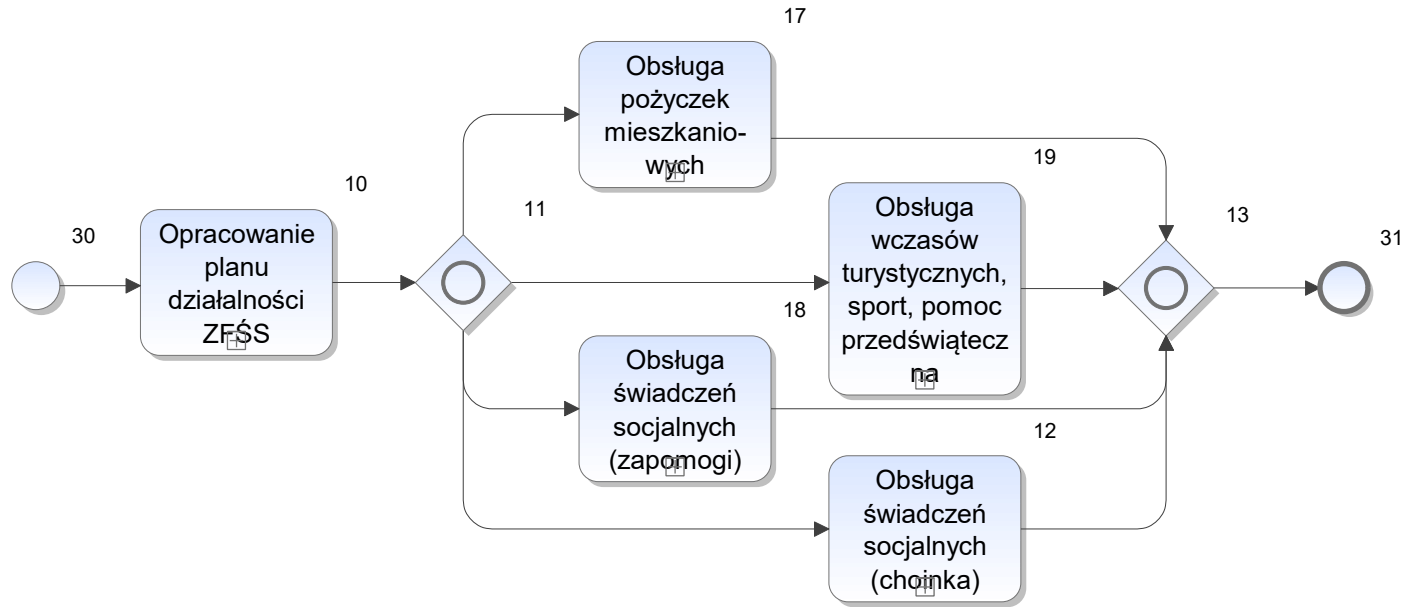 30
10
Opracowanie
planu
działalności
ZFŚS
11
17
Obsługa
pożyczek
mieszkanio-
wych
19
Obsługa
wczasów
turystycznych,
sport, pomoc
przedświątecz
na
18
Obsługa
świadczeń
socjalnych
(zapomogi)
12
Obsługa
świadczeń
socjalnych
(choinka)
13
31